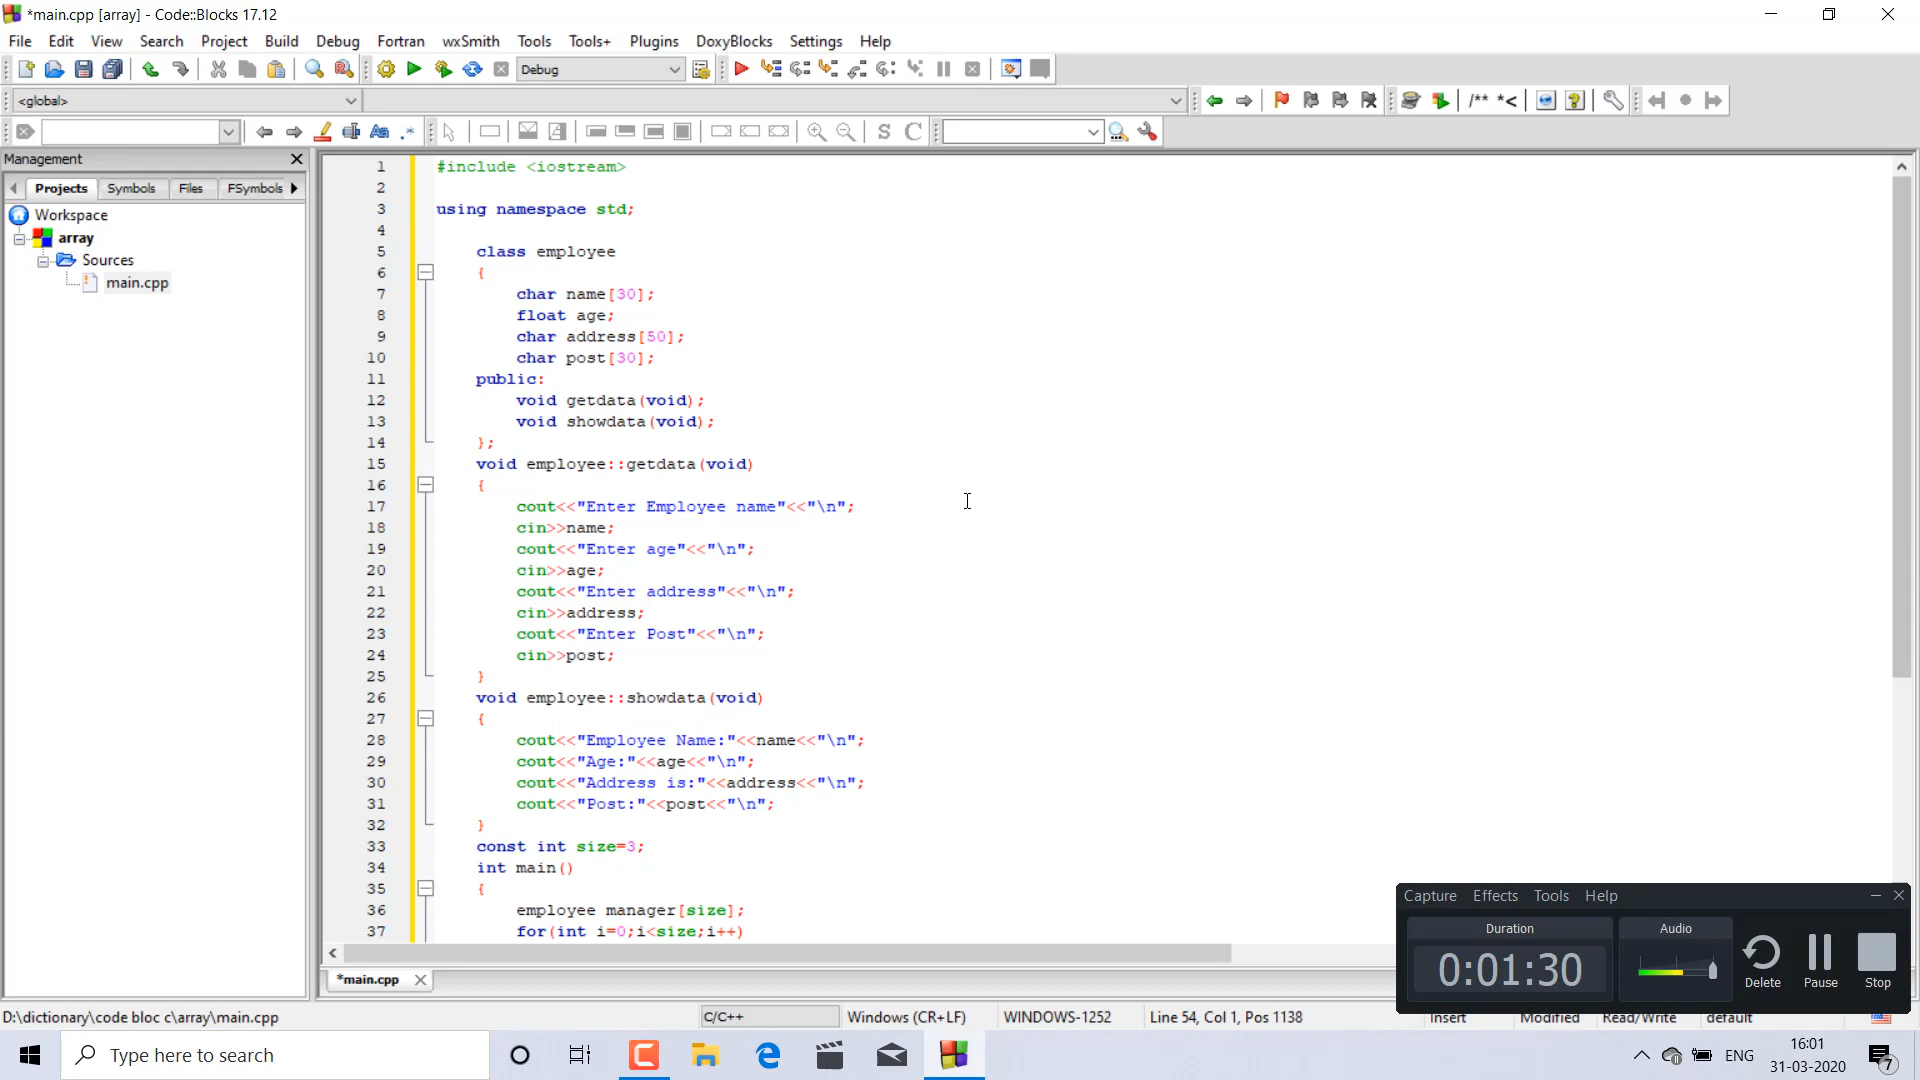 *main.cpp [array] - Code::Blocks 17.12
File Edit View Search Project Build Debug Fortran wxSmith Tools Tools+ Plugins DoxyBlocks Settings Help
Debug
<global>
/** *<
Aa .*
S C
Management
Projects Symbols Files FSymbols
Workspace
array
Sources
main.cpp
1 #include <iostream>
2
3 using namespace std;
4
5 class employee
6 {
7 char name[30];
8 float age;
9 char address[50];
10 char post[30];
11 public:
12 void getdata(void);
13 void showdata(void);
14 };
15 void employee::getdata(void)
16 {
17 cout<<"Enter Employee name"<<"\n";
18 cin>>name;
19 cout<<"Enter age"<<"\n";
20 cin>>age;
21 cout<<"Enter address"<<"\n";
22 cin>>address;
23 cout<<"Enter Post"<<"\n";
24 cin>>post;
25 }
26 void employee::showdata(void)
27 {
28 cout<<"Employee Name:"<<name<<"\n";
29 cout<<"Age:"<<age<<"\n";
30 cout<<"Address is:"<<address<<"\n";
31 cout<<"Post:"<<post<<"\n";
32 }
33 const int size=3;
34 int main()
35 {
36 employee manager[size];
37 for(int i=0;i<size;i++)
*main.cpp
Capture Effects Tools Help
Duration
0:01:30
Audio
Delete Pause Stop
D:\dictionary\code bloc c\array\main.cpp C/C++ Windows (CR+LF) WINDOWS-1252 Line 54, Col 1, Pos 1138 Insert Modified Read/Write default
Type here to search
ENG
16:01
31-03-2020
7